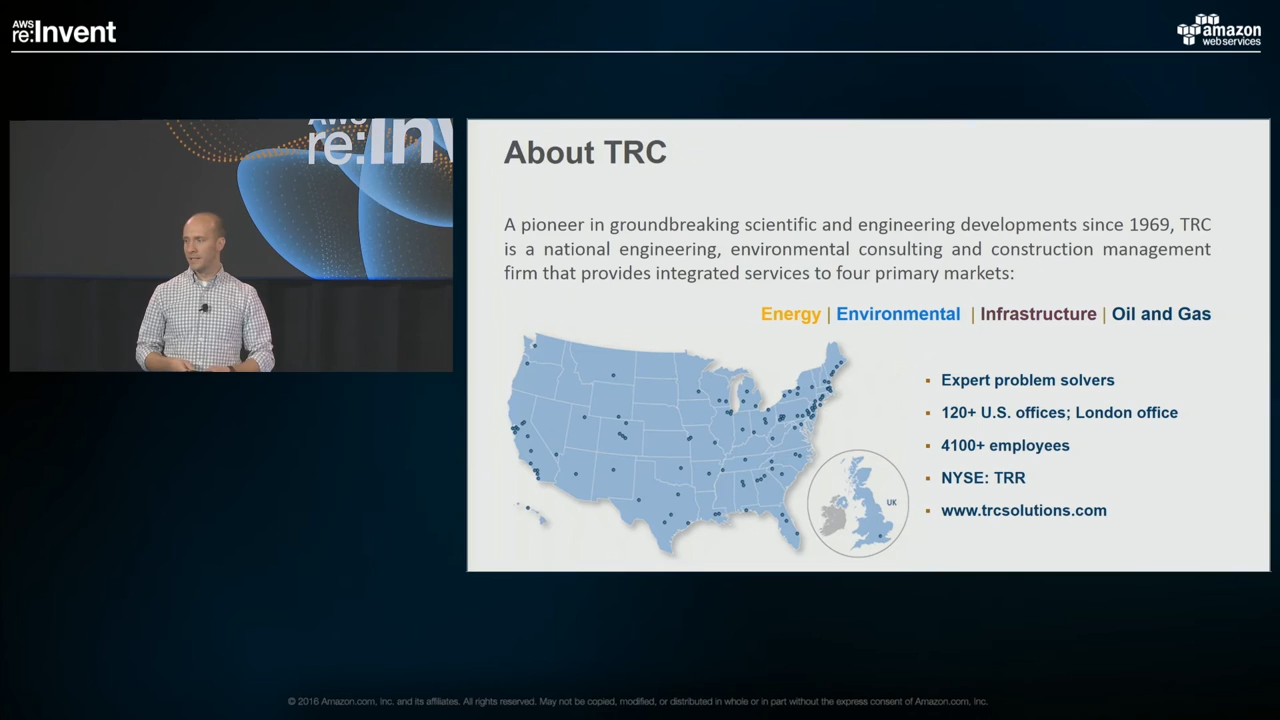 AWS
re:Invent
amazon
web services
AWS
re:Inv
About TRC
A pioneer in groundbreaking scientific and engineering developments since 1969, TRC
is a national engineering, environmental consulting and construction management
firm that provides integrated services to four primary markets:
Energy | Environmental | Infrastructure | Oil and Gas
▪ Expert problem solvers
▪ 120+ U.S. offices; London office
▪ 4100+ employees
▪ NYSE: TRR
▪ www.trcsolutions.com
UK
© 2016 Amazon.com, Inc. and its affiliates. All rights reserved. May not be copied, modified, or distributed in whole or in part without the express consent of Amazon.com, Inc.